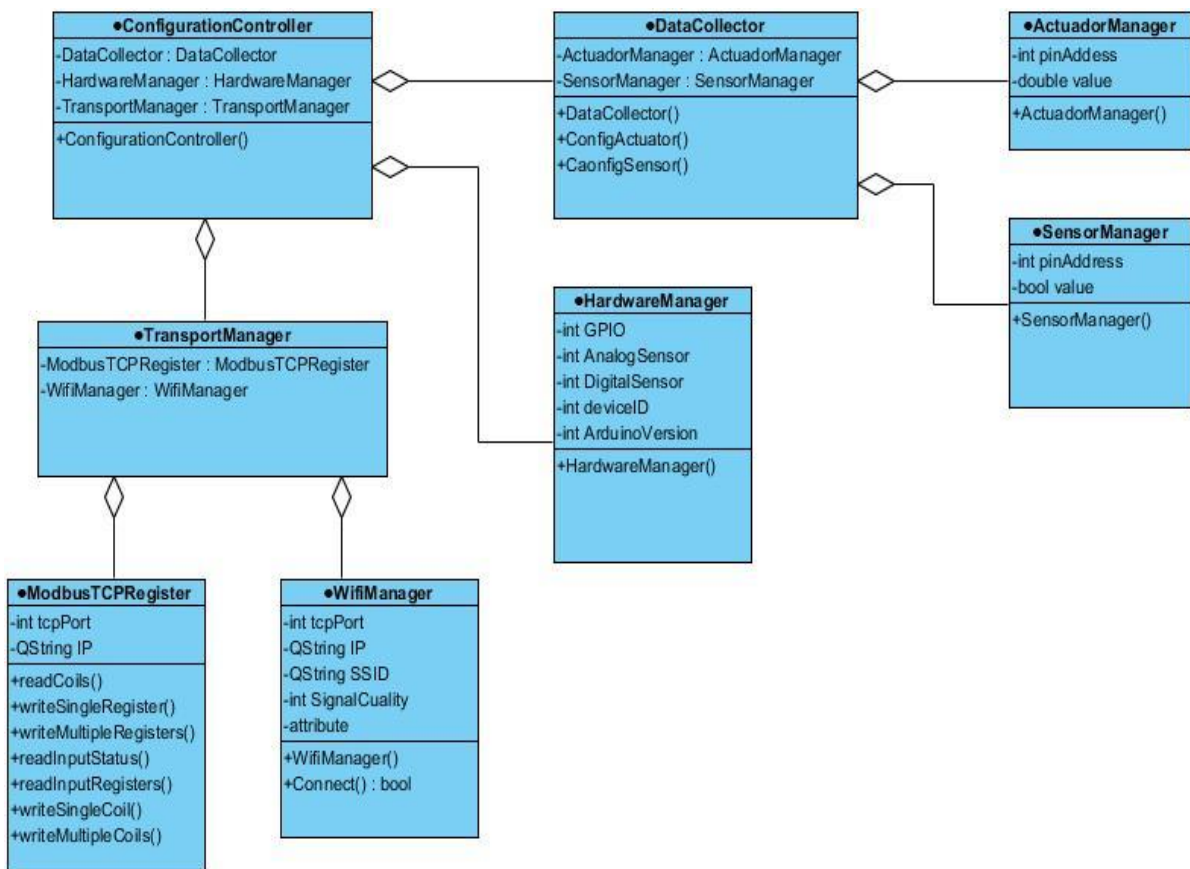 ●ConfigurationController
-DataCollector : DataCollector
-HardwareManager : HardwareManager
-TransportManager : TransportManager
+ConfigurationController()
●DataCollector
-ActuadorManager : ActuadorManager
-SensorManager : SensorManager
+DataCollector()
+ConfigActuator()
+CaonfigSensor()
●ActuadorManager
-int pinAddess
-double value
+ActuadorManager()
●SensorManager
-int pinAddress
-bool value
+SensorManager()
●HardwareManager
-int GPIO
-int AnalogSensor
-int DigitalSensor
-int deviceID
-int ArduinoVersion
+HardwareManager()
●TransportManager
-ModbusTCPRegister : ModbusTCPRegister
-WifiManager : WifiManager
●ModbusTCPRegister
-int tcpPort
-QString IP
+readCoils()
+writeSingleRegister()
+writeMultipleRegisters()
+readInputStatus()
+readInputRegisters()
+writeSingleCoil()
+writeMultipleCoils()
●WifiManager
-int tcpPort
-QString IP
-QString SSID
-int SignalCuality
-attribute
+WifiManager()
+Connect() : bool